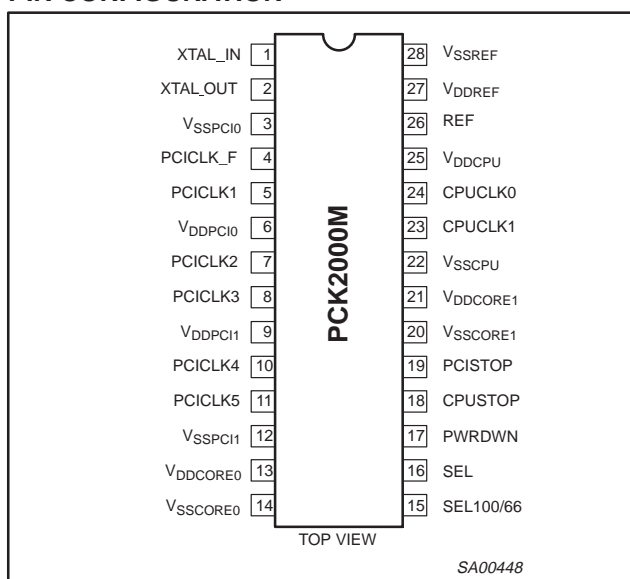 XTAL_IN 1
XTAL_OUT 2
VSSPCI0 3
PCICLK_F 4
PCICLK1 5
VDDPCI0 6
PCICLK2 7
PCICLK3 8
VDDPCI1 9
PCICLK4 10
PCICLK5 11
VSSPCI1 12
VDDCORE0 13
VSSCORE0 14
PCK2000M
28 VSSREF
27 VDDREF
26 REF
25 VDDCPU
24 CPUCLK0
23 CPUCLK1
22 VSSCPU
21 VDDCORE1
20 VSSCORE1
19 PCISTOP
18 CPUSTOP
17 PWRDWN
16 SEL
15 SEL100/66
TOP VIEW
SA00448